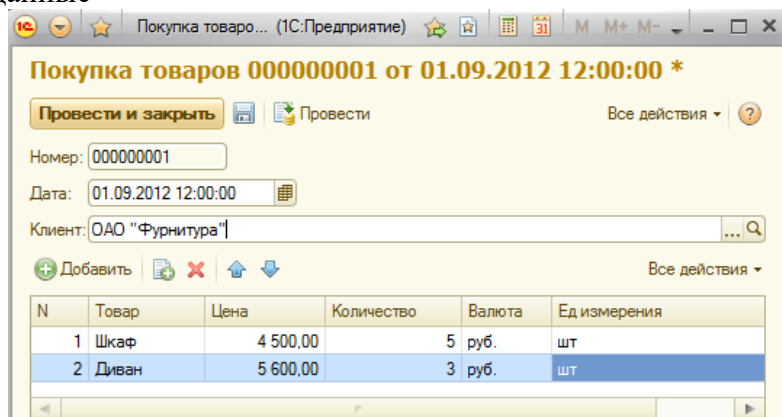 данные
Покупка товаро... (1С:Предприятие) 31 M M+ M-
Покупка товаров 000000001 от 01.09.2012 12:00:00 *
Провести и закрыть Провести Все действия ?
Номер: 000000001
Дата: 01.09.2012 12:00:00
Клиент: ОАО "Фурнитура" ...
Добавить Все действия
N Товар Цена Количество Валюта Ед измерения
1 Шкаф 4 500,00 5 руб. шт
2 Диван 5 600,00 3 руб. шт